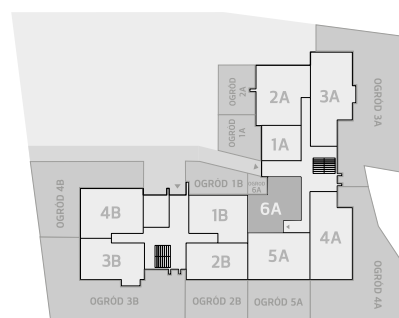 OGRÓD
2A
2A
3A
OGRÓD 3A
OGRÓD
1A
1A
OGRÓD 4B
OGRÓD 1B
OGRÓD
6A
6A
4B
1B
4A
3B
2B
5A
OGRÓD 3B
OGRÓD 2B
OGRÓD 5A
OGRÓD 4A